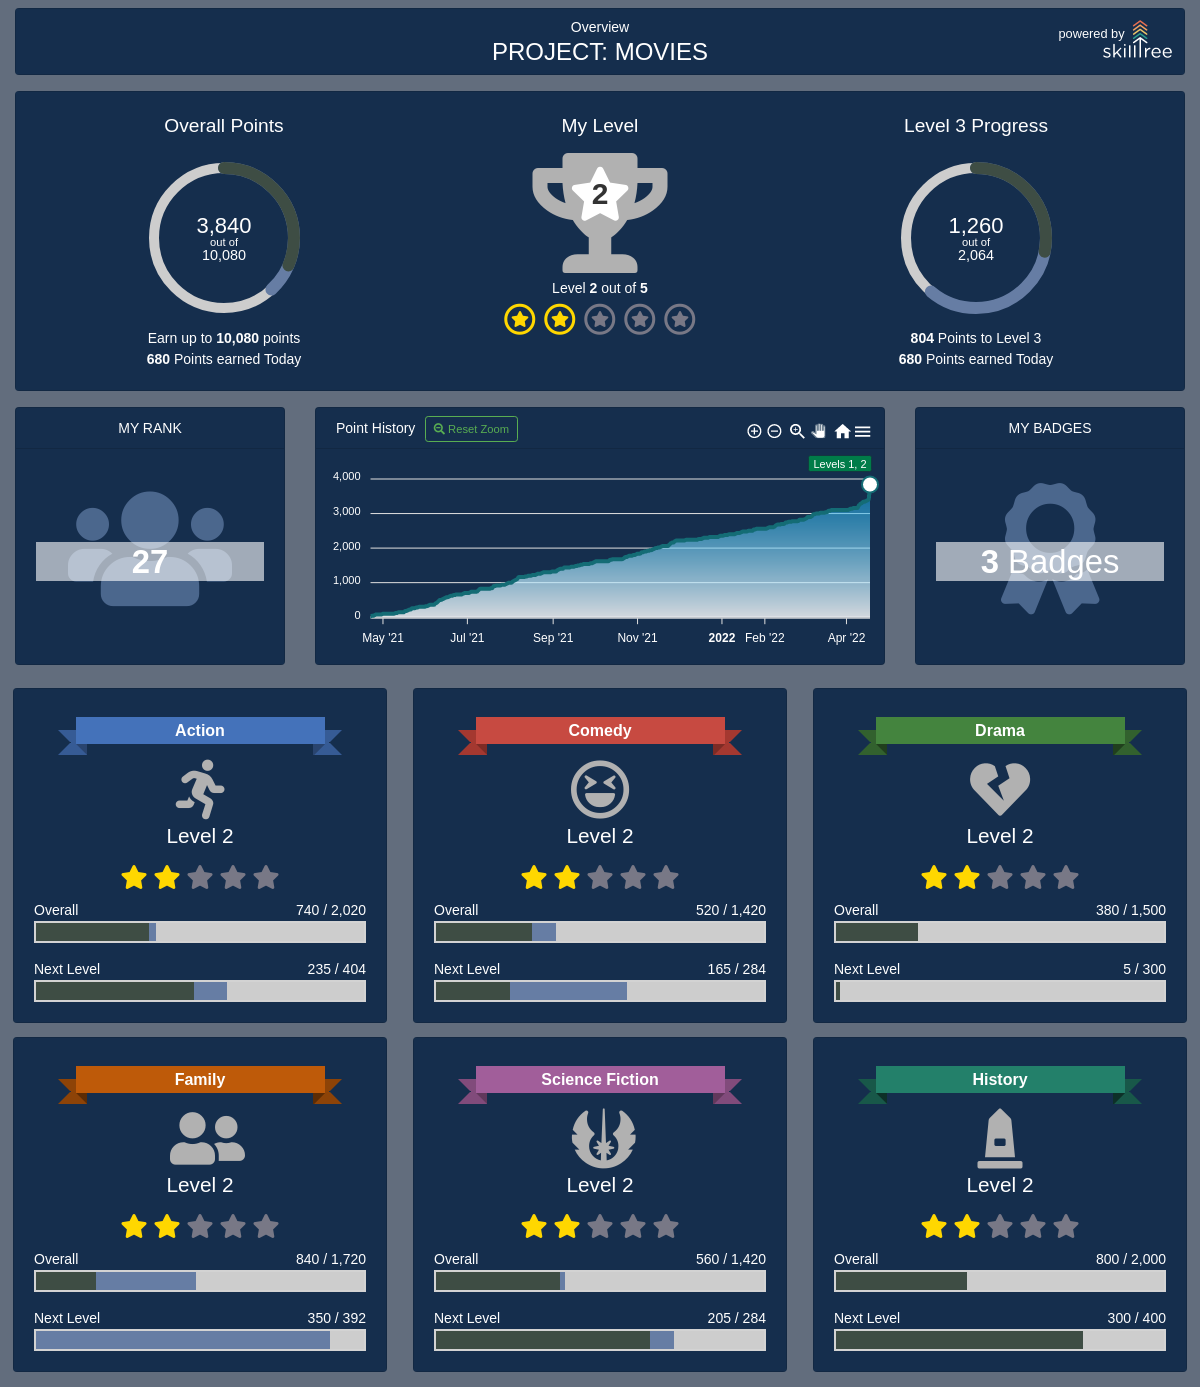 Overview
PROJECT: MOVIES
powered by
skilltree
Overall Points
3,840
out of
10,080
Earn up to 10,080 points
680 Points earned Today
My Level
2
Level 2 out of 5
Level 3 Progress
1,260
out of
2,064
804 Points to Level 3
680 Points earned Today
MY RANK
27
Point History
Reset Zoom
Levels 1, 2
4,000
3,000
2,000
1,000
0
May '21 Jul '21 Sep '21 Nov '21 2022 Feb '22 Apr '22
MY BADGES
3 Badges
Action
Level 2
Overall 740 / 2,020
Next Level 235 / 404
Comedy
Level 2
Overall 520 / 1,420
Next Level 165 / 284
Drama
Level 2
Overall 380 / 1,500
Next Level 5 / 300
Family
Level 2
Overall 840 / 1,720
Next Level 350 / 392
Science Fiction
Level 2
Overall 560 / 1,420
Next Level 205 / 284
History
Level 2
Overall 800 / 2,000
Next Level 300 / 400